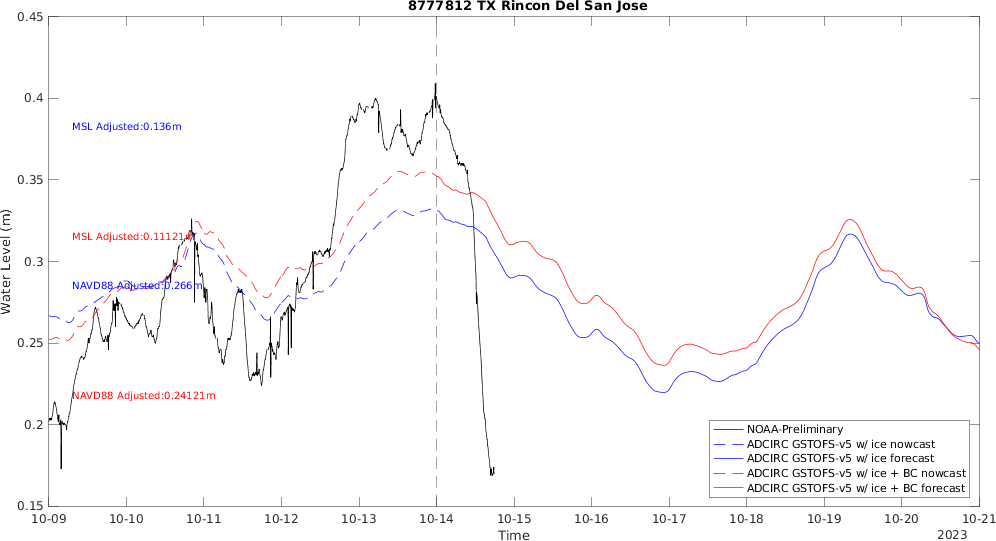 8777812 TX Rincon Del San Jose
0.45
0.4
0.35
0.3
0.25
0.2
0.15
Water Level (m)
MSL Adjusted:0.136m
MSL Adjusted:0.11121m
NAVD88 Adjusted:0.266m
NAVD88 Adjusted:0.24121m
NOAA-Preliminary
ADCIRC GSTOFS-v5 w/ ice nowcast
ADCIRC GSTOFS-v5 w/ ice forecast
ADCIRC GSTOFS-v5 w/ ice + BC nowcast
ADCIRC GSTOFS-v5 w/ ice + BC forecast
10-09 10-10 10-11 10-12 10-13 10-14 10-15 10-16 10-17 10-18 10-19 10-20 10-21
Time
2023